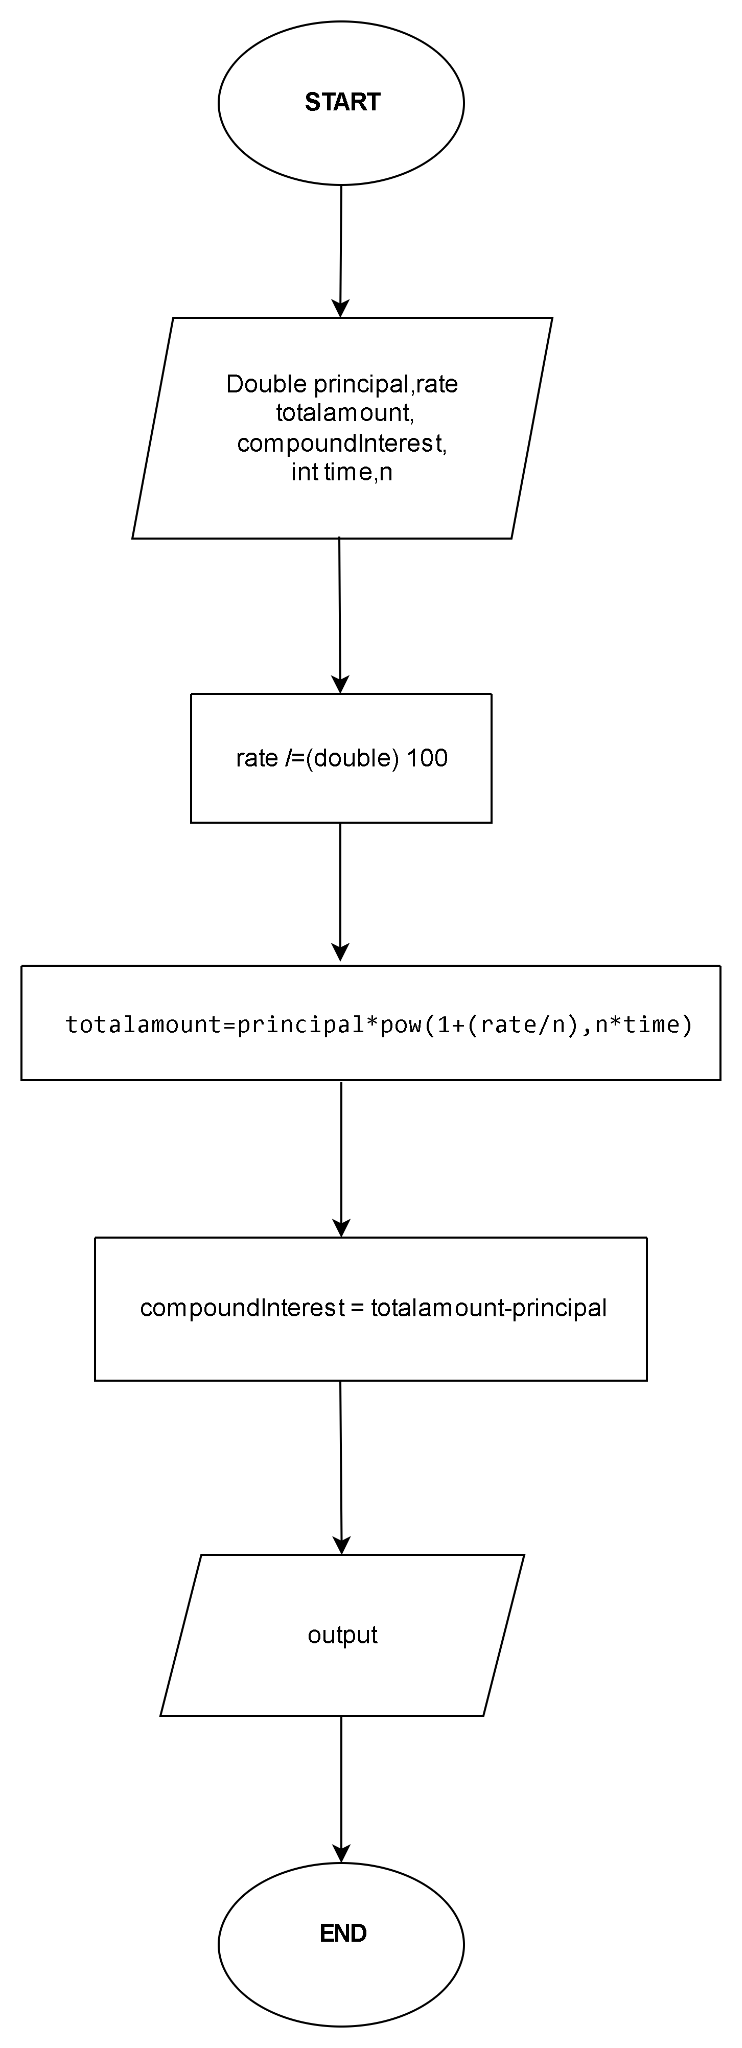 START
Double principal,rate
totalamount,
compoundInterest,
int time,n
rate /=(double) 100
totalamount=principal*pow(1+(rate/n),n*time)
compoundInterest = totalamount-principal
output
END